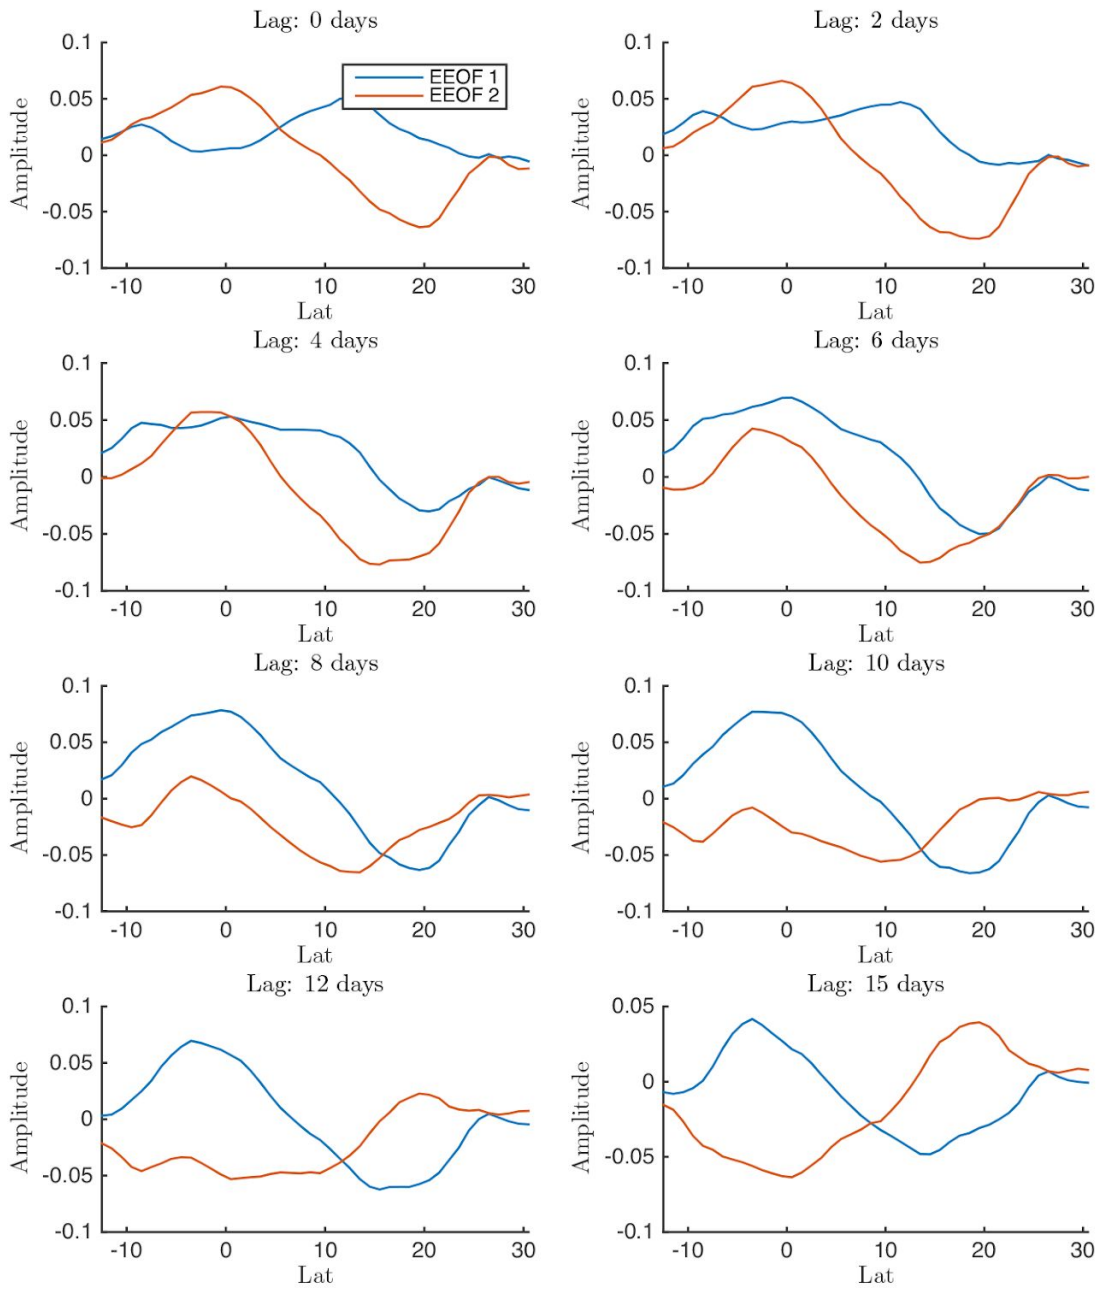 Lag: 0 days
0.1
0.05
0
-0.05
-0.1
Amplitude
EEOF 1
EEOF 2
-10 0 10 20 30
Lat
Lag: 2 days
0.1
0.05
0
-0.05
-0.1
Amplitude
-10 0 10 20 30
Lat
Lag: 4 days
0.1
0.05
0
-0.05
-0.1
Amplitude
-10 0 10 20 30
Lat
Lag: 6 days
0.1
0.05
0
-0.05
-0.1
Amplitude
-10 0 10 20 30
Lat
Lag: 8 days
0.1
0.05
0
-0.05
-0.1
Amplitude
-10 0 10 20 30
Lat
Lag: 10 days
0.1
0.05
0
-0.05
-0.1
Amplitude
-10 0 10 20 30
Lat
Lag: 12 days
0.1
0.05
0
-0.05
-0.1
Amplitude
-10 0 10 20 30
Lat
Lag: 15 days
0.05
0
-0.05
-0.1
Amplitude
-10 0 10 20 30
Lat